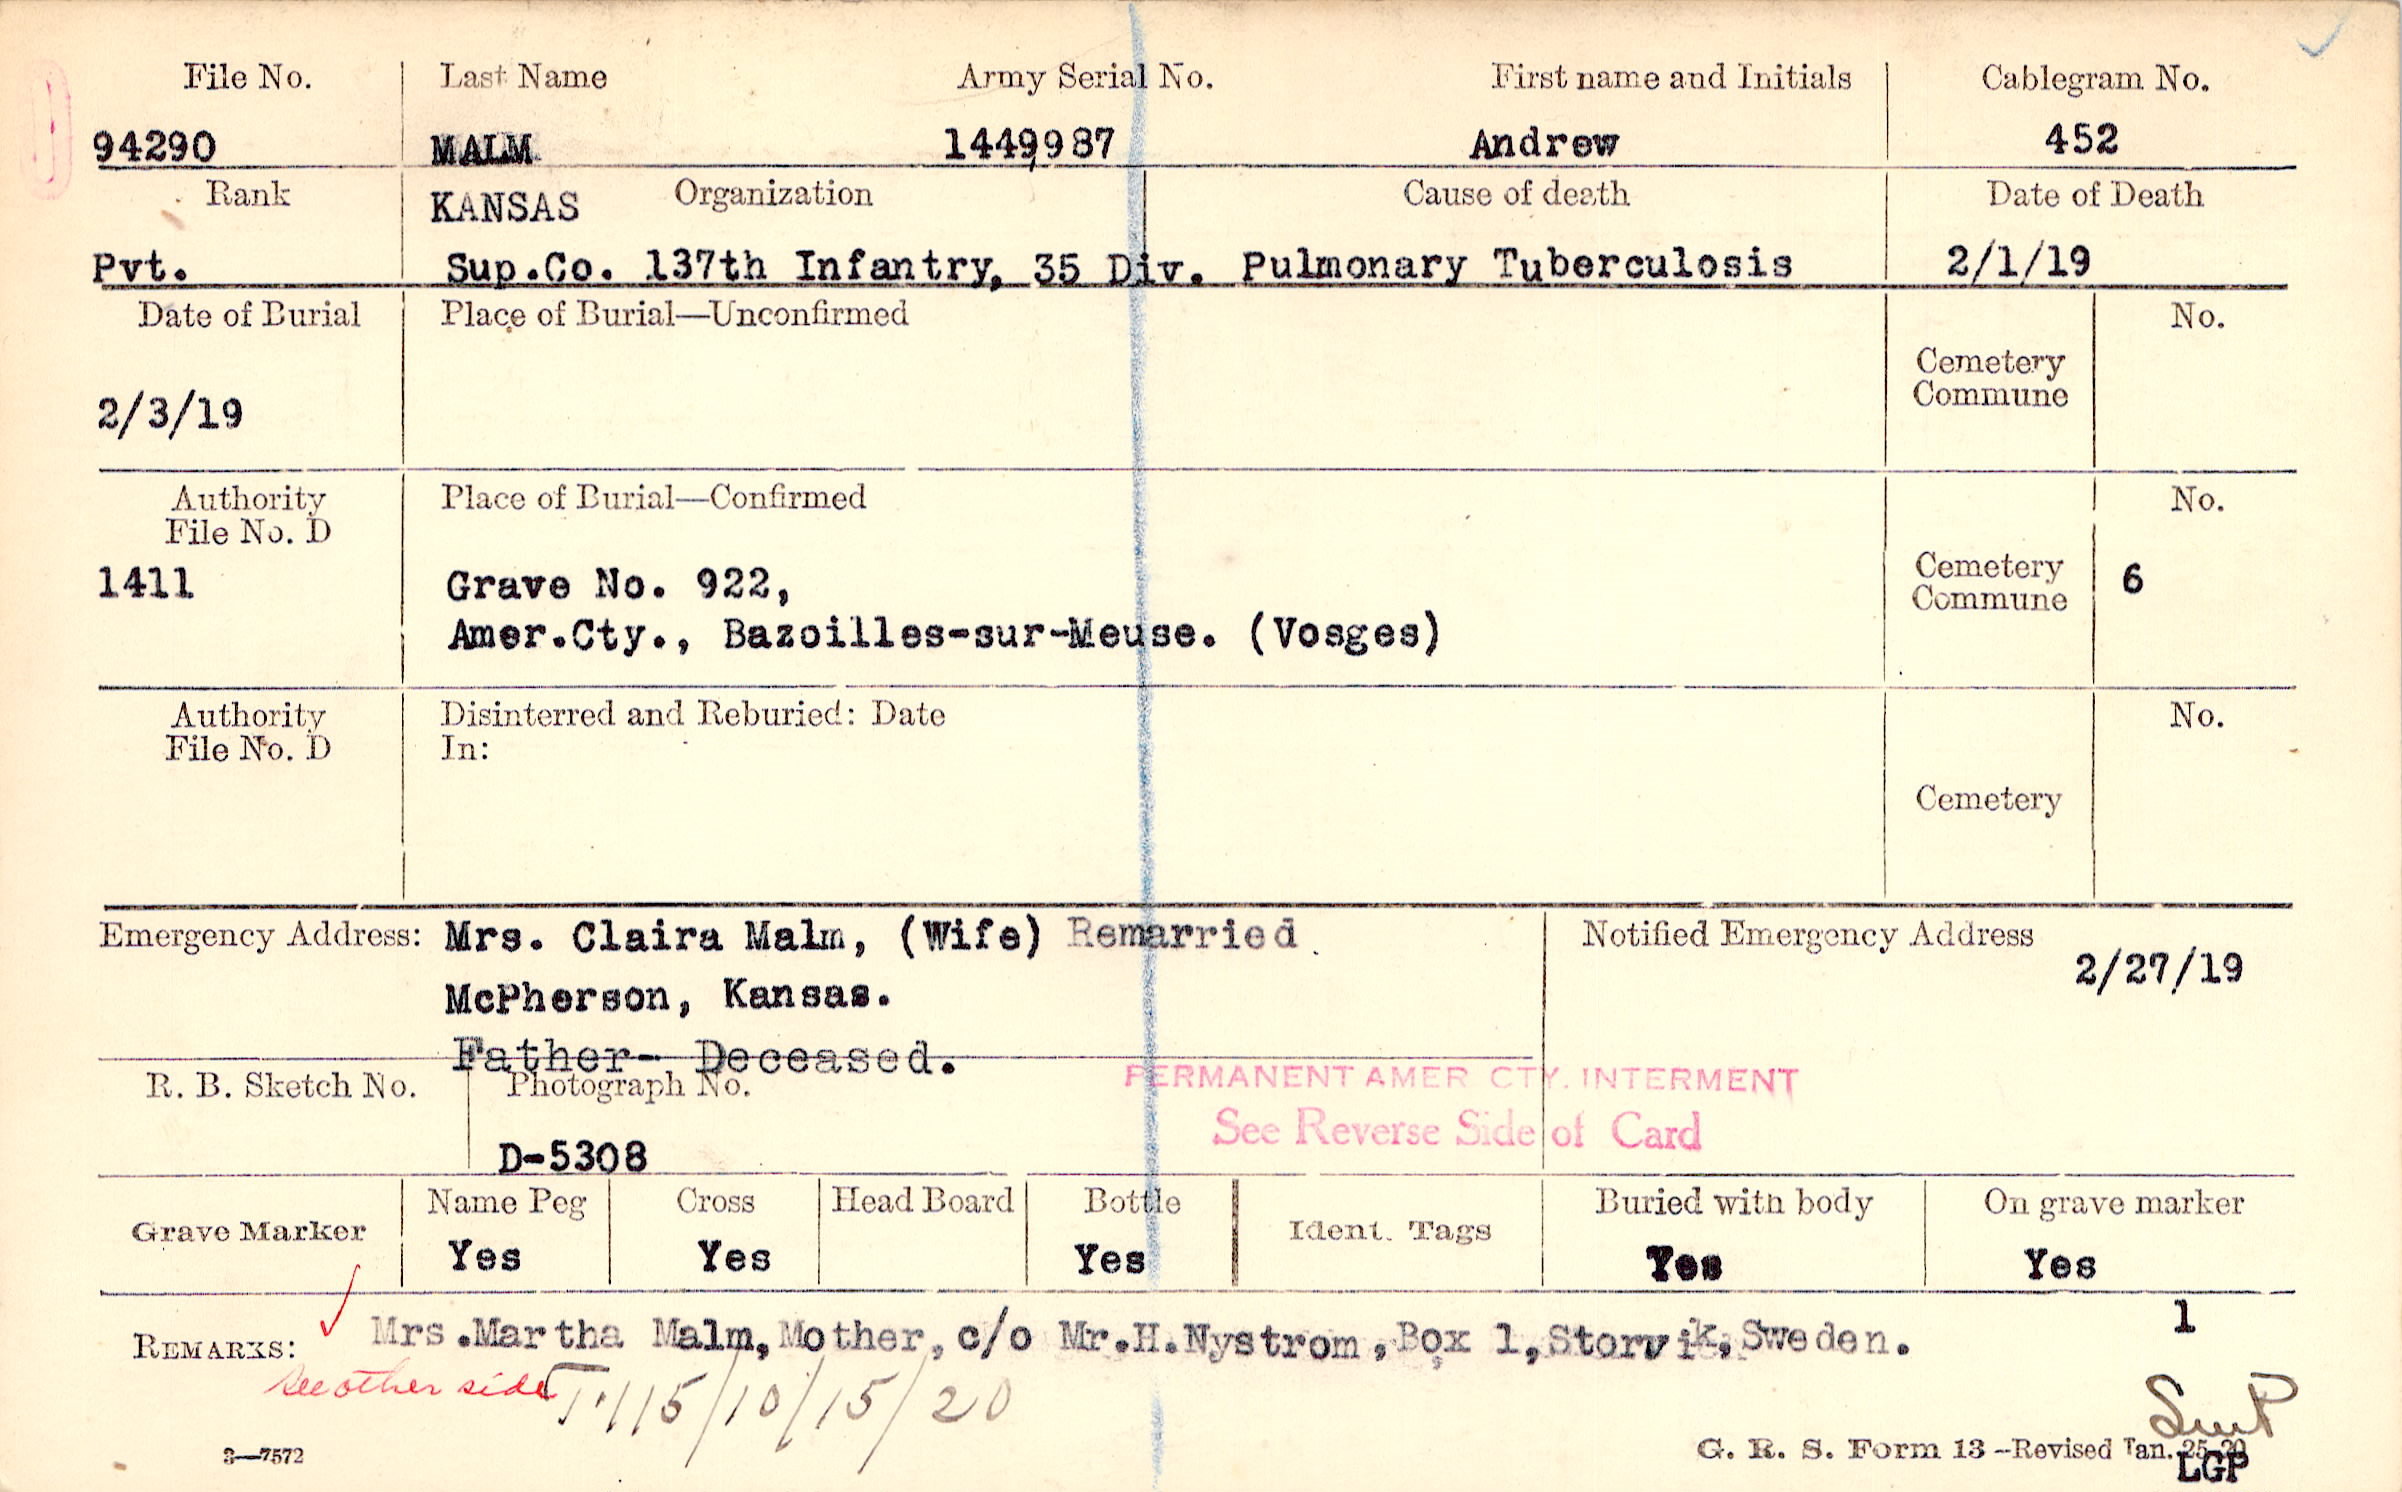 File No. Last Name Army Serial No. First name and Initials Cablegram No.
94290 MALM 1449987 Andrew 452
Rank KANSAS Organization Cause of death Date of Death
Pvt. Sup.Co. 137th Infantry, 35 Div. Pulmonary Tuberculosis 2/1/19
Date of Burial Place of Burial—Unconfirmed No.
Cemetery
Commune
2/3/19
Authority Place of Burial—Confirmed No.
File No. D
1411 Grave No. 922, Cemetery 6
Commune
Amer.Cty., Bazoilles-sur-Meuse. (Vosges)
Authority Disinterred and Reburied: Date No.
File No. D In:
Cemetery
Emergency Address: Mrs. Claira Malm, (Wife) Remarried Notified Emergency Address
2/27/19
McPherson, Kansas.
Father- Deceased.
R. B. Sketch No. Photograph No. PERMANENT AMER CTY. INTERMENT
See Reverse Side of Card
D-5308
Name Peg Cross Head Board Bottle Buried with body On grave marker
Grave Marker Ident. Tags
Yes Yes Yes Yes Yes
1
REMARKS: Mrs.Martha Malm, Mother, c/o Mr.H.Nystrom, Box 1, Storvik, Sweden.
See other side 115/10/15/20
3—7572 G. R. S. Form 13—Revised Jan. 25-20
LGP